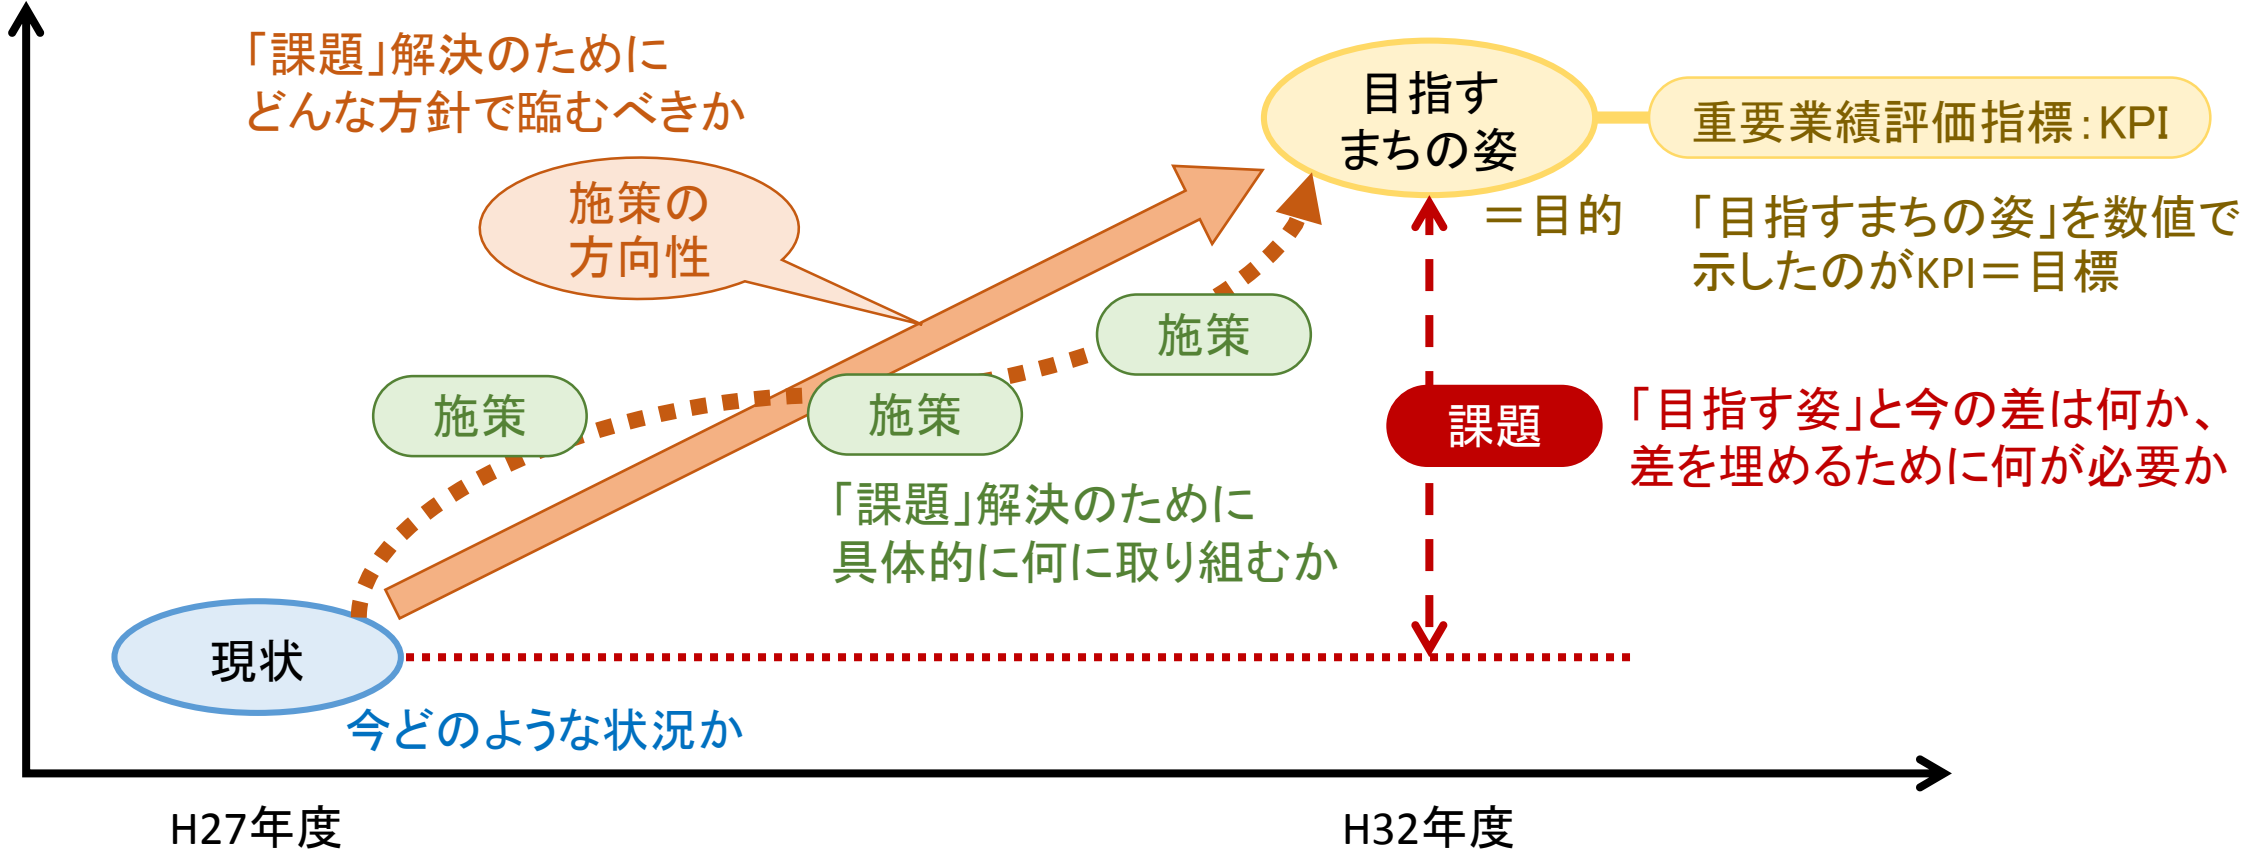 「課題」解決のために
どんな方針で臨むべきか
施策の
方向性
目指す
まちの姿
重要業績評価指標：KPI
＝目的
「目指すまちの姿」を数値で
示したのがKPI＝目標
施策
施策
施策
課題
「目指す姿」と今の差は何か、
差を埋めるために何が必要か
「課題」解決のために
具体的に何に取り組むか
現状
今どのような状況か
H27年度
H32年度